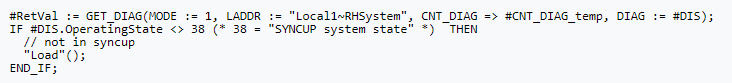 #RetVal := GET_DIAG(MODE := 1, LADDR := "Local1~RHSystem", CNT_DIAG => #CNT_DIAG_temp, DIAG := #DIS);
IF #DIS.OperatingState <> 38 (* 38 = "SYNCUP system state" *)  THEN
  // not in syncup
  "Load"();
END_IF;